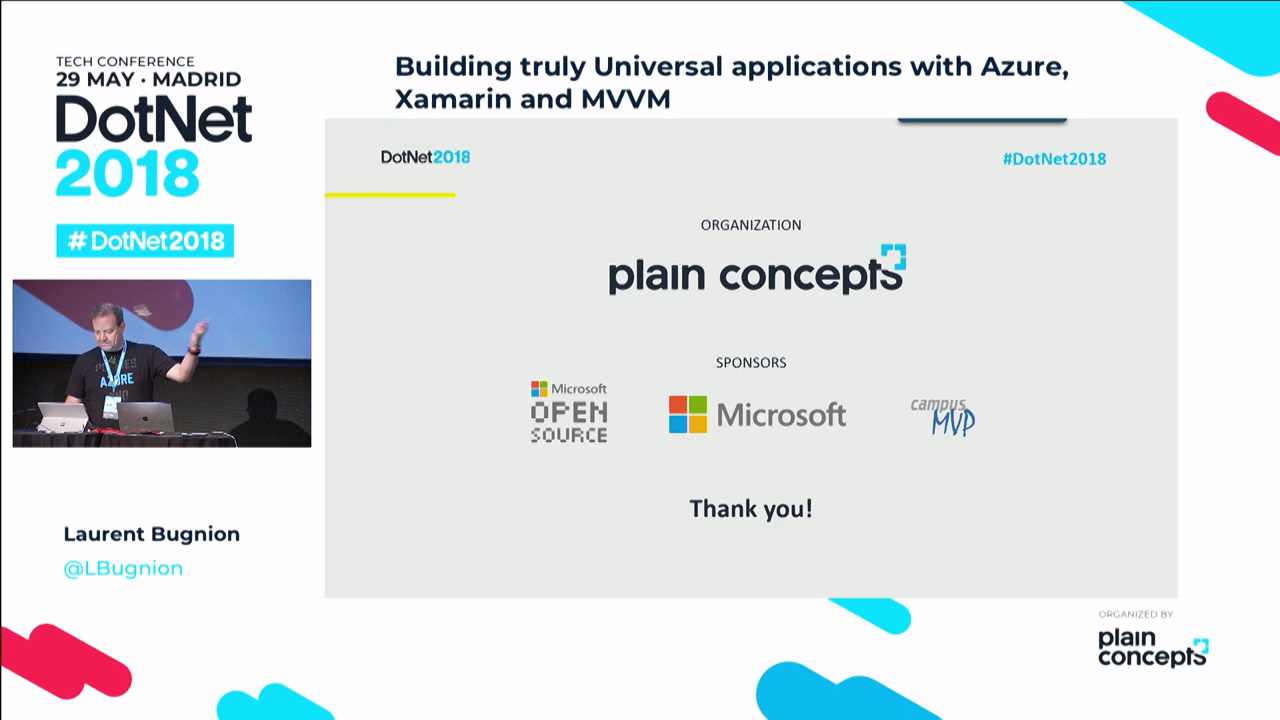 TECH CONFERENCE
29 MAY · MADRID
DotNet
2018
#DotNet2018
Building truly Universal applications with Azure,
Xamarin and MVVM
DotNet2018
#DotNet2018
ORGANIZATION
plain concepts
SPONSORS
Microsoft
OPEN
SOURCE
Microsoft
campus
MVP
Thank you!
AZURE
Laurent Bugnion
@LBugnion
ORGANIZED BY
plain
concepts